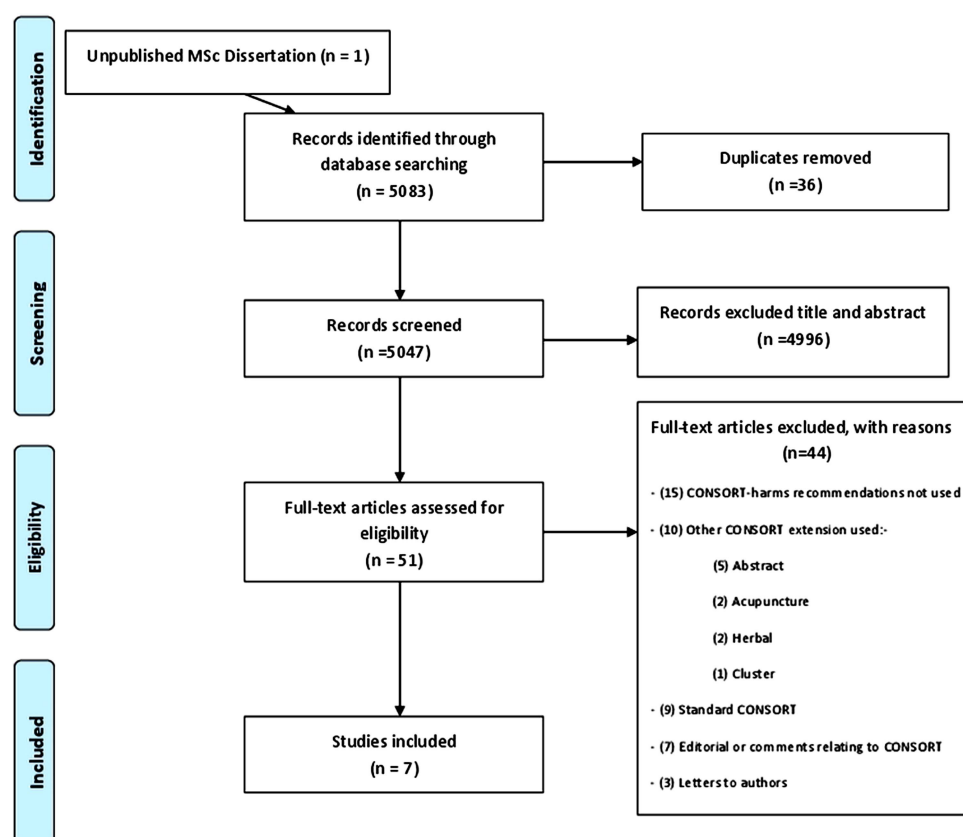 Identification
Unpublished MSc Dissertation (n = 1)
Records identified through
database searching
(n = 5083)
Duplicates removed
(n =36)
Screening
Records screened
(n =5047)
Records excluded title and abstract
(n =4996)
Eligibility
Full-text articles assessed for
eligibility
(n = 51)
Full-text articles excluded, with reasons
(n=44)
- (15) CONSORT-harms recommendations not used
- (10) Other CONSORT extension used:-
(5) Abstract
(2) Acupuncture
(2) Herbal
(1) Cluster
- (9) Standard CONSORT
- (7) Editorial or comments relating to CONSORT
- (3) Letters to authors
Included
Studies included
(n = 7)